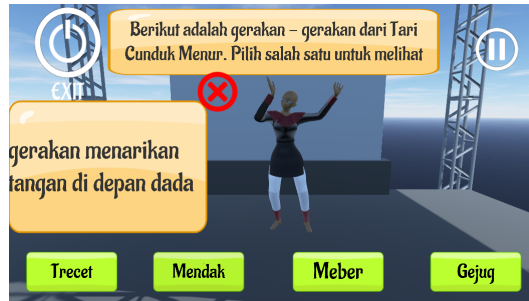 Berikut adalah gerakan - gerakan dari Tari
Cunduk Menur. Pilih salah satu untuk melihat
EXIT
gerakan menarikan
tangan di depan dada
Trecet
Mendak
Meber
Gejug